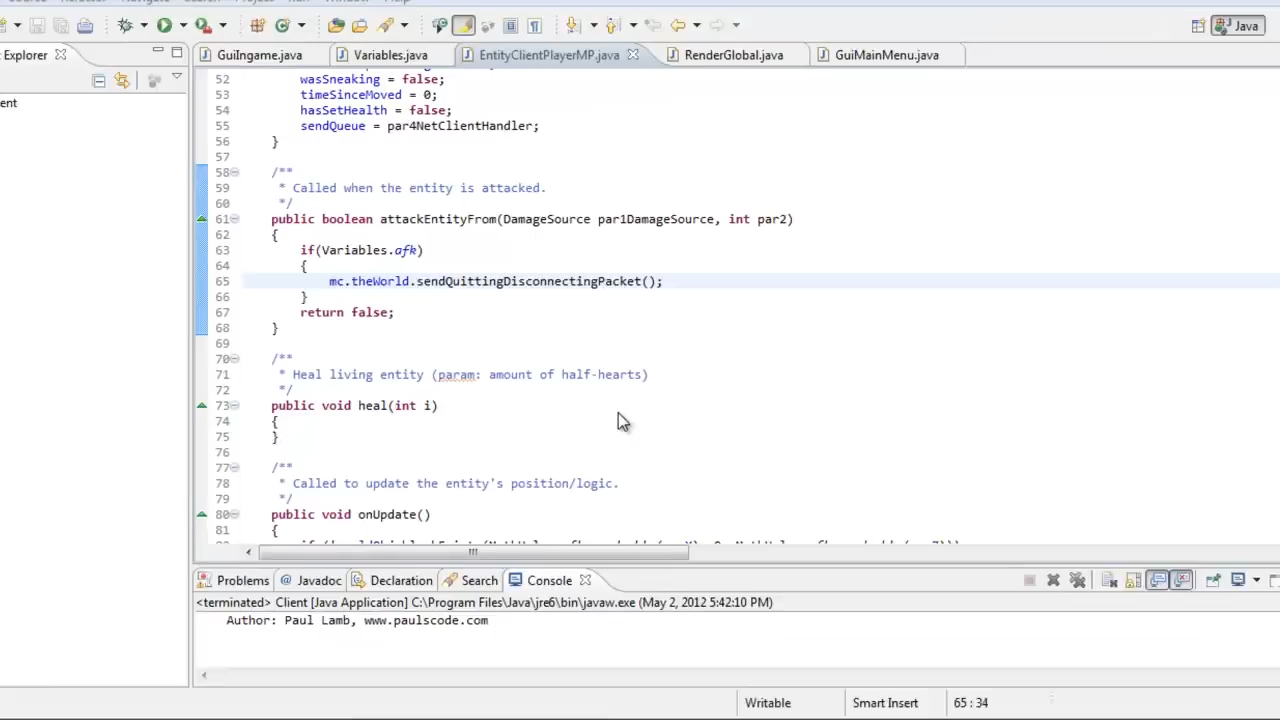 Java
Explorer
GuiIngame.java
Variables.java
EntityClientPlayerMP.java
RenderGlobal.java
GuiMainMenu.java
ent
52 wasSneaking = false;
53 timeSinceMoved = 0;
54 hasSetHealth = false;
55 sendQueue = par4NetClientHandler;
56 }
57
58 /**
59 * Called when the entity is attacked.
60 */
61 public boolean attackEntityFrom(DamageSource par1DamageSource, int par2)
62 {
63 if(Variables.afk)
64 {
65 mc.theWorld.sendQuittingDisconnectingPacket();
66 }
67 return false;
68 }
69
70 /**
71 * Heal living entity (param: amount of half-hearts)
72 */
73 public void heal(int i)
74 {
75 }
76
77 /**
78 * Called to update the entity's position/logic.
79 */
80 public void onUpdate()
81 {
Problems
Javadoc
Declaration
Search
Console
<terminated> Client [Java Application] C:\Program Files\Java\jre6\bin\javaw.exe (May 2, 2012 5:42:10 PM)
Author: Paul Lamb, www.paulscode.com
Writable
Smart Insert
65 : 34